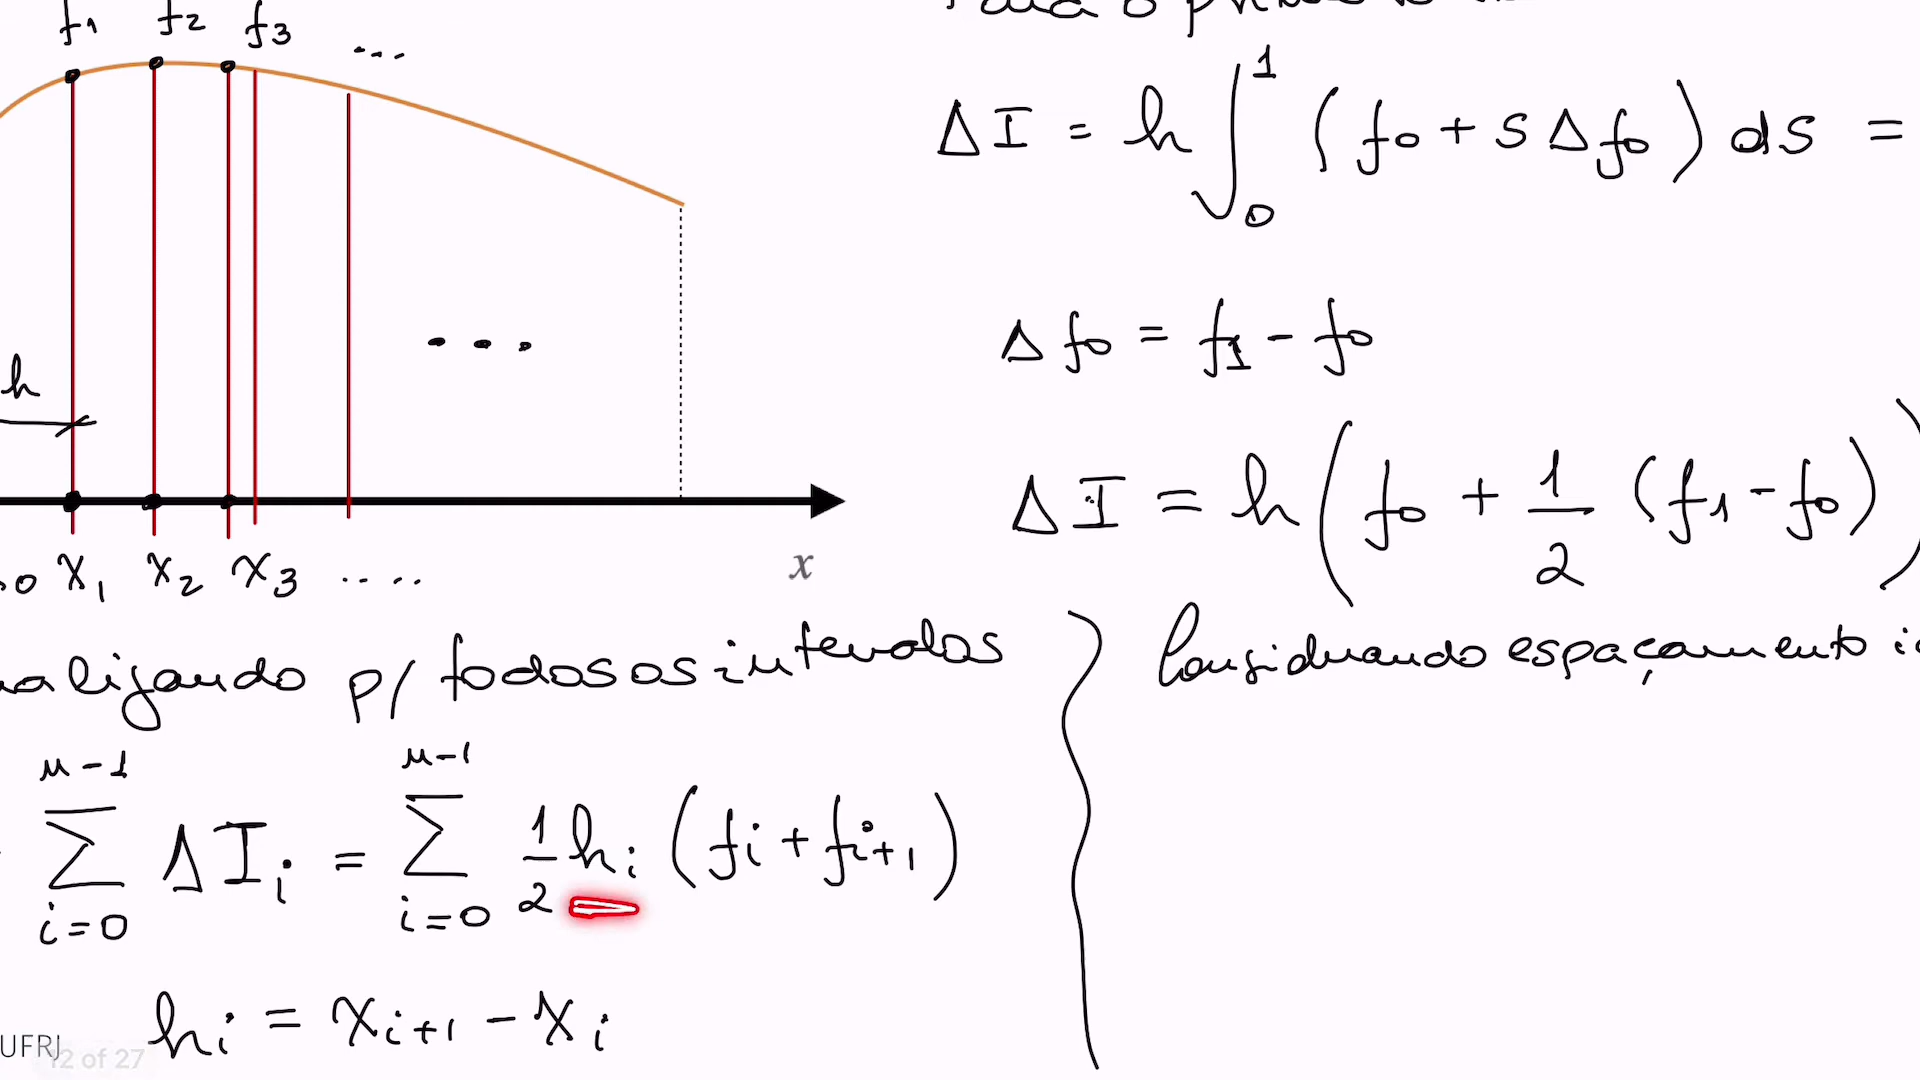 f1 f2 f3 ...
ΔI = h ∫₀¹ (f0 + s Δf0) ds =
Δf0 = f1 - f0
h
...
ΔI = h(f0 + 1/2 (f1 - f0))
x
x1 x2 x3 ....
p/ todos os intervalos
Considerando espaçamento
n-1 n-1
Σ ΔIi = Σ 1/2 hi (fi + fi+1)
i=0 i=0
hi = xi+1 - xi
UFRJ
12 of 27